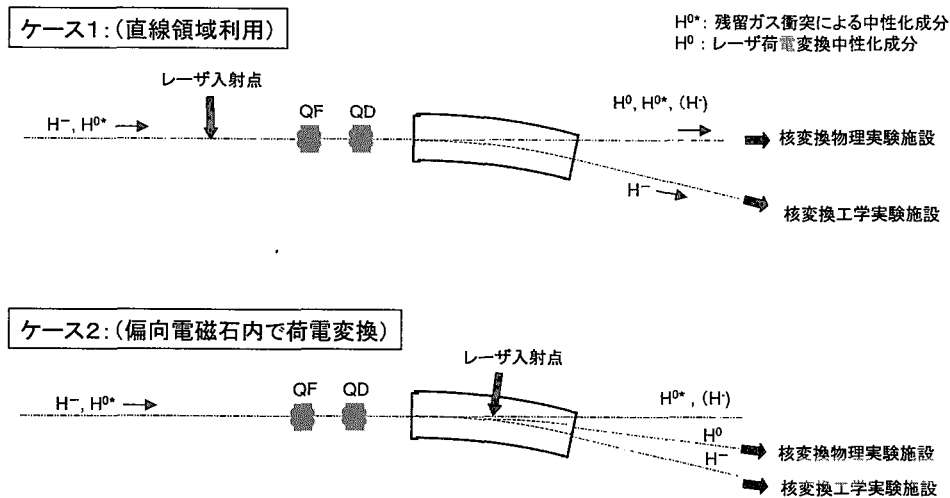 ケース1：（直線領域利用）
H⁰*： 残留ガス衝突による中性化成分
H⁰ ： レーザ荷電変換中性化成分
レーザ入射点
QF QD
H⁻, H⁰*
H⁰, H⁰*, (H⁻)
核変換物理実験施設
H⁻
核変換工学実験施設
ケース2：（偏向電磁石内で荷電変換）
レーザ入射点
QF QD
H⁻, H⁰*
H⁰* , (H⁻)
H⁰
核変換物理実験施設
H⁻
核変換工学実験施設